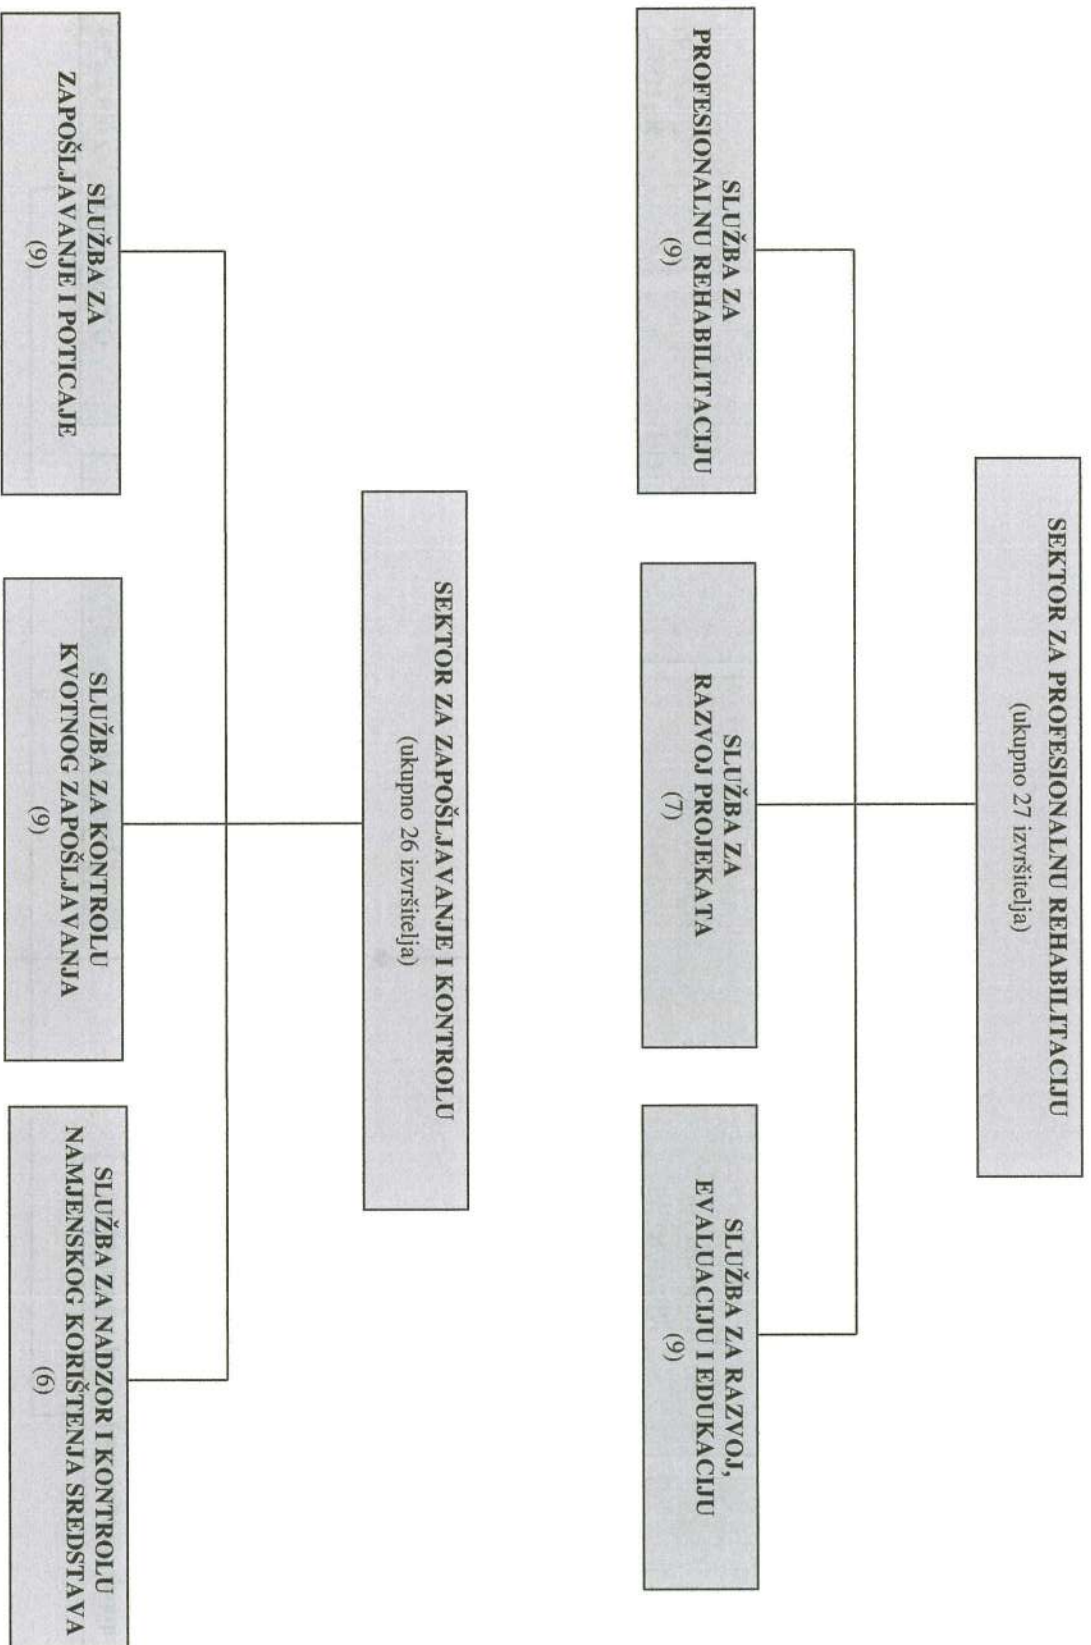 SEKTOR ZA PROFESIONALNU REHABILITACIJU
(ukupno 27 izvršitelja)
SLUŽBA ZA
PROFESIONALNU REHABILITACIJU
(9)
SLUŽBA ZA
RAZVOJ PROJEKATA
(7)
SLUŽBA ZA RAZVOJ,
EVALUACIJU I EDUKACIJU
(9)
SEKTOR ZA ZAPOŠLJAVANJE I KONTROLU
(ukupno 26 izvršitelja)
SLUŽBA ZA
ZAPOŠLJAVANJE I POTICAJE
(9)
SLUŽBA ZA KONTROLU
KVOTNOG ZAPOŠLJAVANJA
(9)
SLUŽBA ZA NADZOR I KONTROLU
NAMJENSKOG KORIŠTENJA SREDSTAVA
(6)